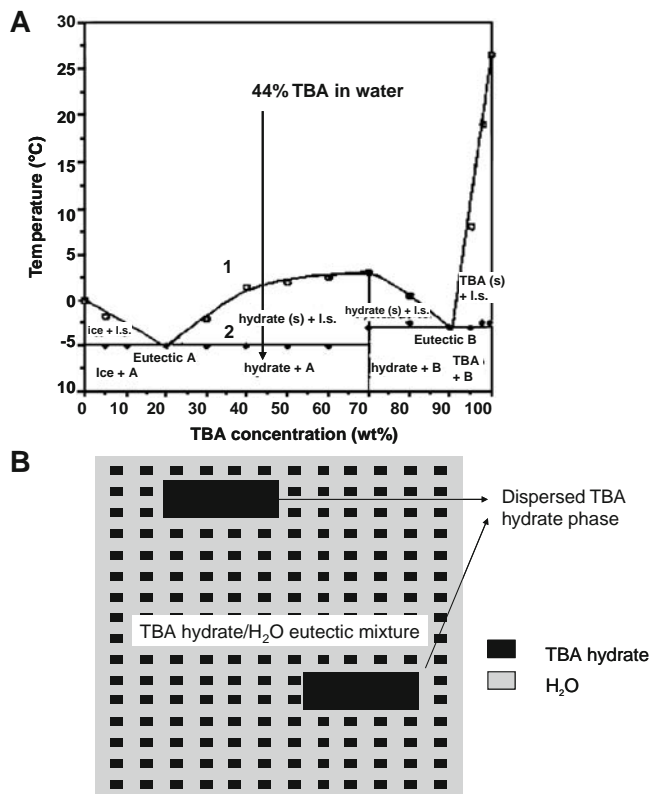 A
30
25
20
15
10
5
0
-5
10
Temperature (°C)
44% TBA in water
1
2
ice + l.s.
Eutectic A
hydrate (s) + l.s.
hydrate (s) + l.s.
TBA (s)
+ l.s.
Eutectic B
Ice + A
hydrate + A
hydrate + B
TBA
+ B
0 10 20 30 40 50 60 70 80 90 100
TBA concentration (wt%)
B
Dispersed TBA
hydrate phase
TBA hydrate/H₂O eutectic mixture
TBA hydrate
H₂O